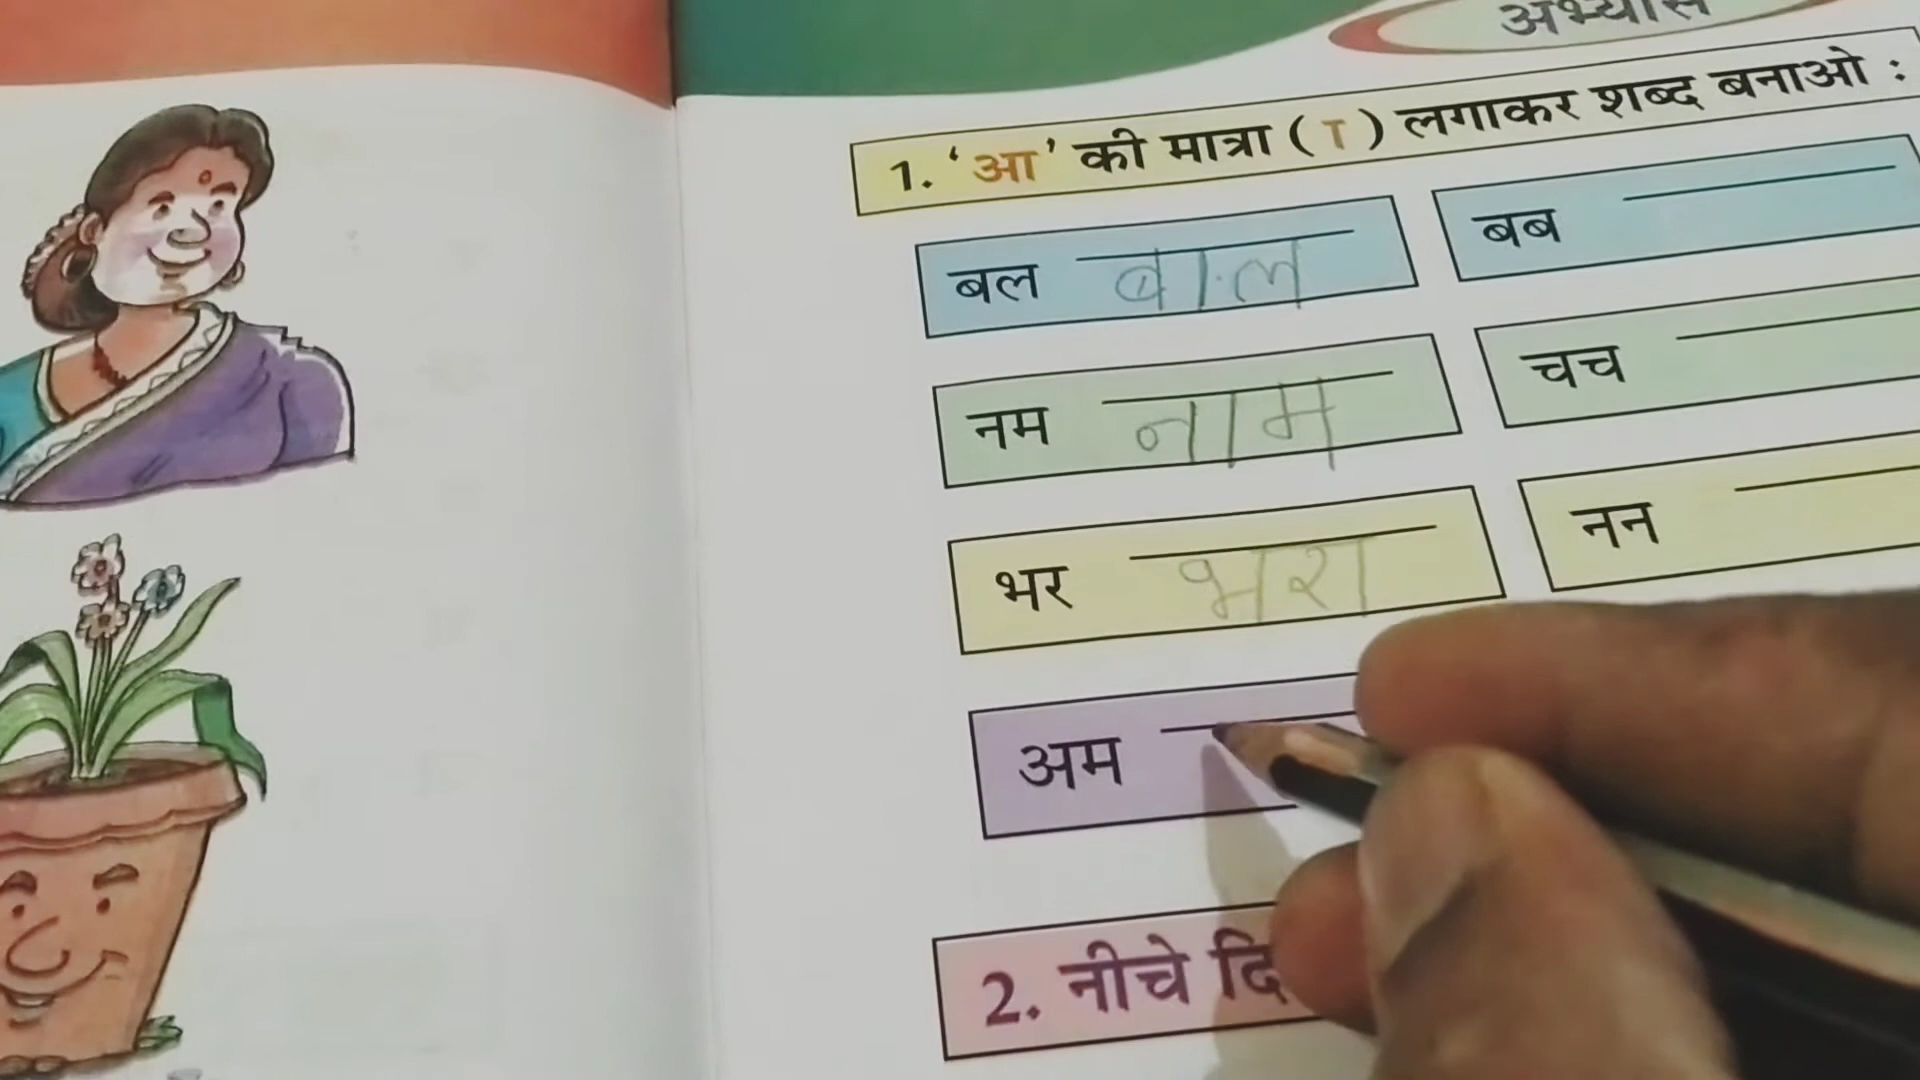 अभ्यास
1. ‘आ’ की मात्रा ( ा ) लगाकर शब्द बनाओ :
बल बाल
बब
नम नाम
चच
भर भरा
नन
अम
2. नीचे